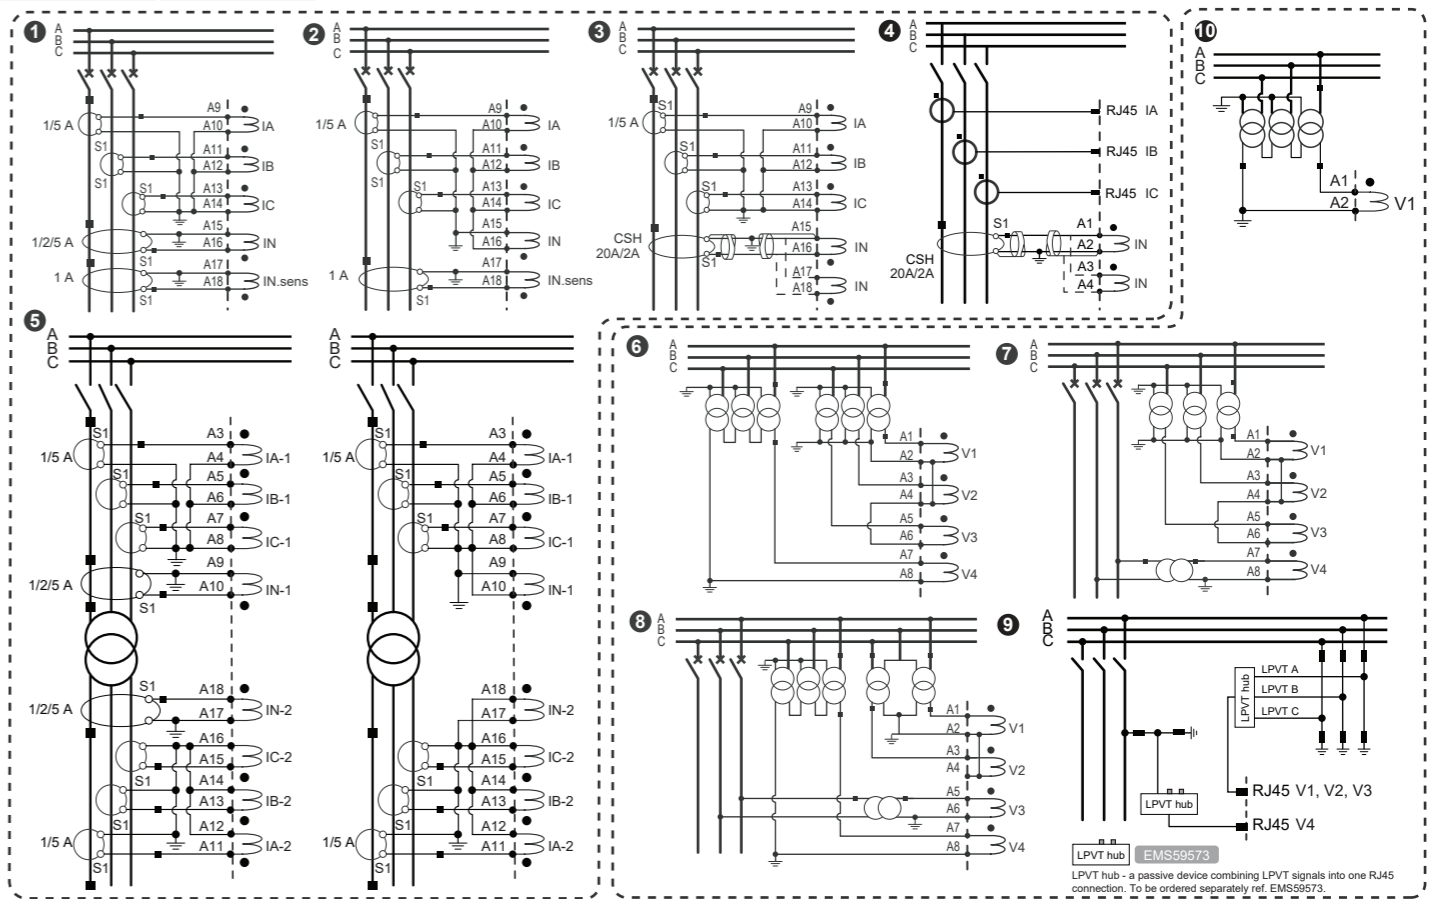 1
A
B
C
1/5 A
S1
A9
A10
IA
S1
A11
A12
IB
S1
A13
A14
IC
1/2/5 A
A15
A16
IN
S1
1 A
A17
A18
IN.sens
S1
2
A
B
C
1/5 A
S1
A9
A10
IA
S1
A11
A12
IB
S1
A13
A14
IC
A15
A16
IN
1 A
A17
A18
IN.sens
S1
3
A
B
C
1/5 A
S1
A9
A10
IA
S1
A11
A12
IB
S1
A13
A14
IC
CSH
20A/2A
S1
A15
A16
IN
A17
A18
IN
4
A
B
C
RJ45 IA
RJ45 IB
RJ45 IC
CSH
20A/2A
S1
A1
A2
IN
A3
A4
IN
10
A
B
C
A1
A2
V1
5
A
B
C
1/5 A
S1
A3
A4
IA-1
S1
A5
A6
IB-1
S1
A7
A8
IC-1
1/2/5 A
A9
A10
IN-1
S1
1/2/5 A
S1
A18
A17
IN-2
A16
A15
IC-2
S1
A14
A13
IB-2
S1
1/5 A
A12
A11
IA-2
S1
A
B
C
1/5 A
S1
A3
A4
IA-1
S1
A5
A6
IB-1
S1
A7
A8
IC-1
A9
A10
IN-1
A18
A17
IN-2
A16
A15
IC-2
S1
A14
A13
IB-2
S1
1/5 A
A12
A11
IA-2
S1
6
A
B
C
A1
A2
V1
A3
A4
V2
A5
A6
V3
A7
A8
V4
7
A
B
C
A1
A2
V1
A3
A4
V2
A5
A6
V3
A7
A8
V4
8
A
B
C
A1
A2
V1
A3
A4
V2
A5
A6
V3
A7
A8
V4
9
A
B
C
LPVT hub
LPVT A
LPVT B
LPVT C
LPVT hub
RJ45 V1, V2, V3
RJ45 V4
LPVT hub
EMS59573
LPVT hub - a passive device combining LPVT signals into one RJ45
connection. To be ordered separately ref. EMS59573.